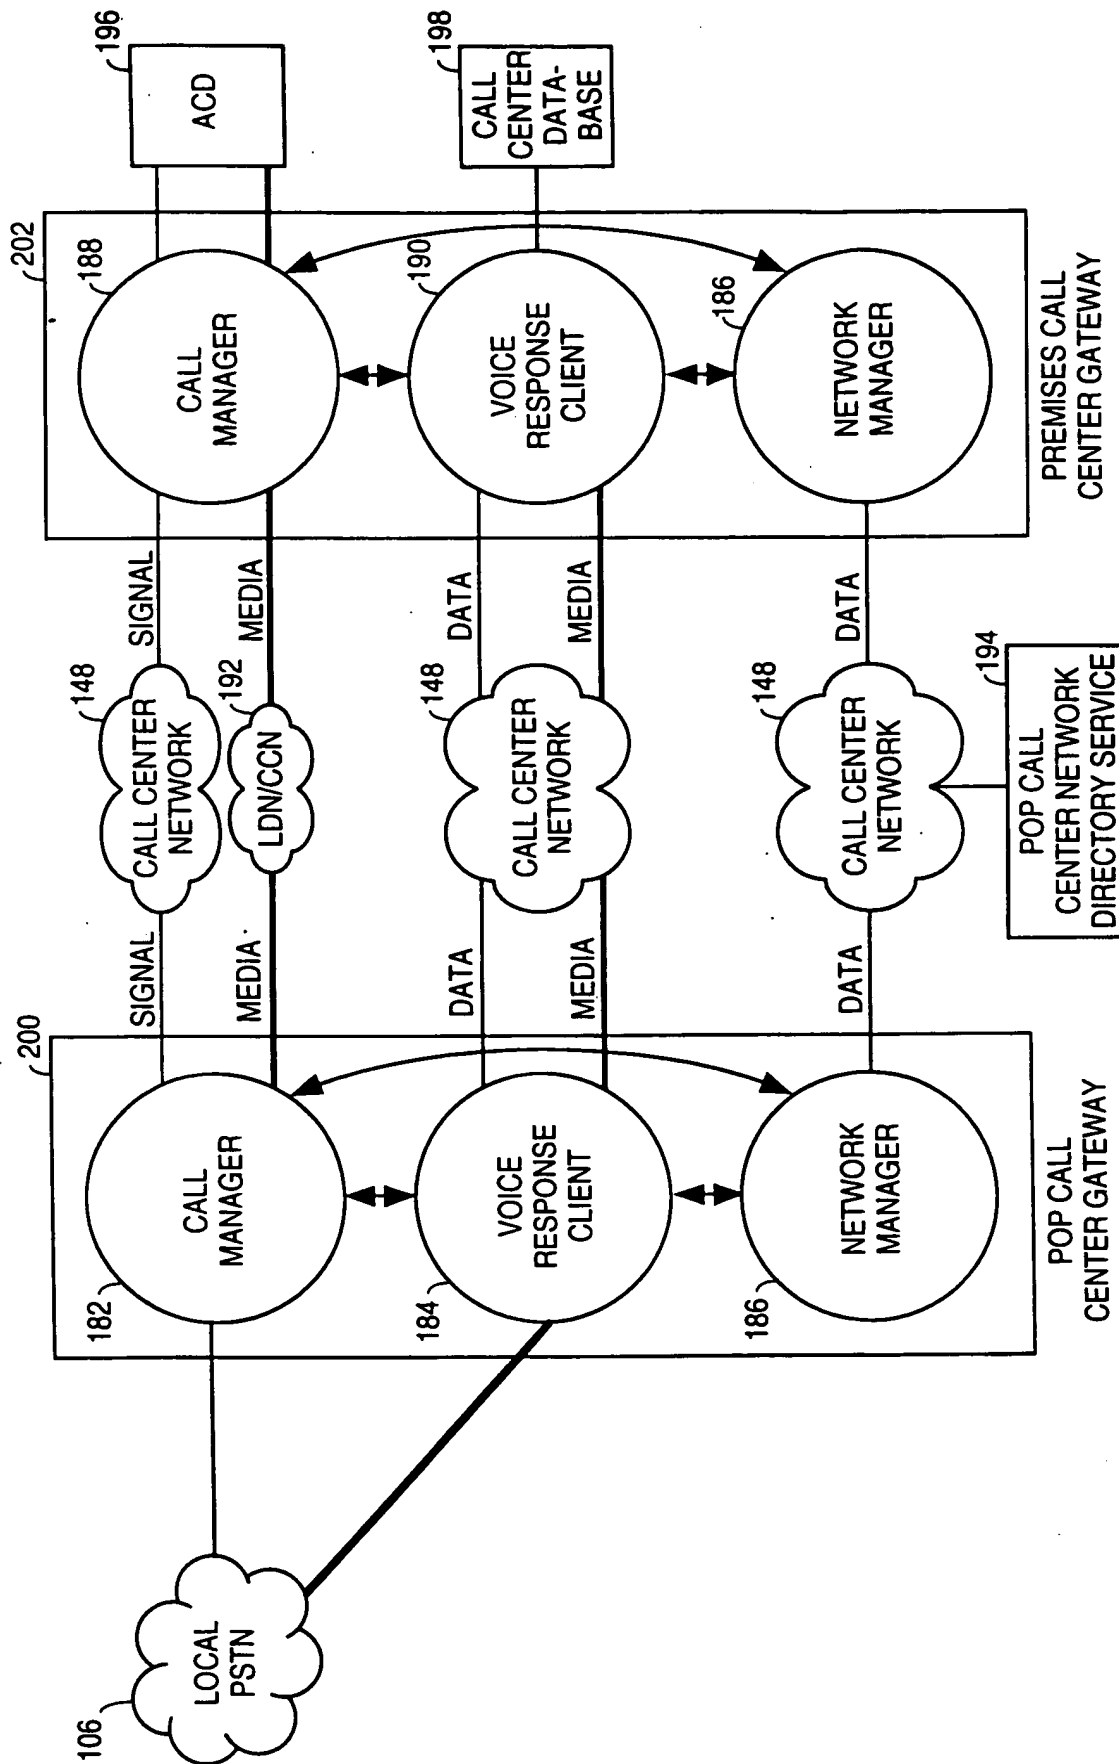 106
LOCAL
PSTN
200
182
CALL
MANAGER
184
VOICE
RESPONSE
CLIENT
186
NETWORK
MANAGER
POP CALL
CENTER GATEWAY
SIGNAL
MEDIA
DATA
MEDIA
DATA
148
CALL CENTER
NETWORK
192
LDN/CCN
148
CALL CENTER
NETWORK
148
CALL CENTER
NETWORK
194
POP CALL
CENTER NETWORK
DIRECTORY SERVICE
SIGNAL
MEDIA
DATA
MEDIA
DATA
202
188
CALL
MANAGER
190
VOICE
RESPONSE
CLIENT
186
NETWORK
MANAGER
PREMISES CALL
CENTER GATEWAY
196
ACD
198
CALL
CENTER
DATA-
BASE